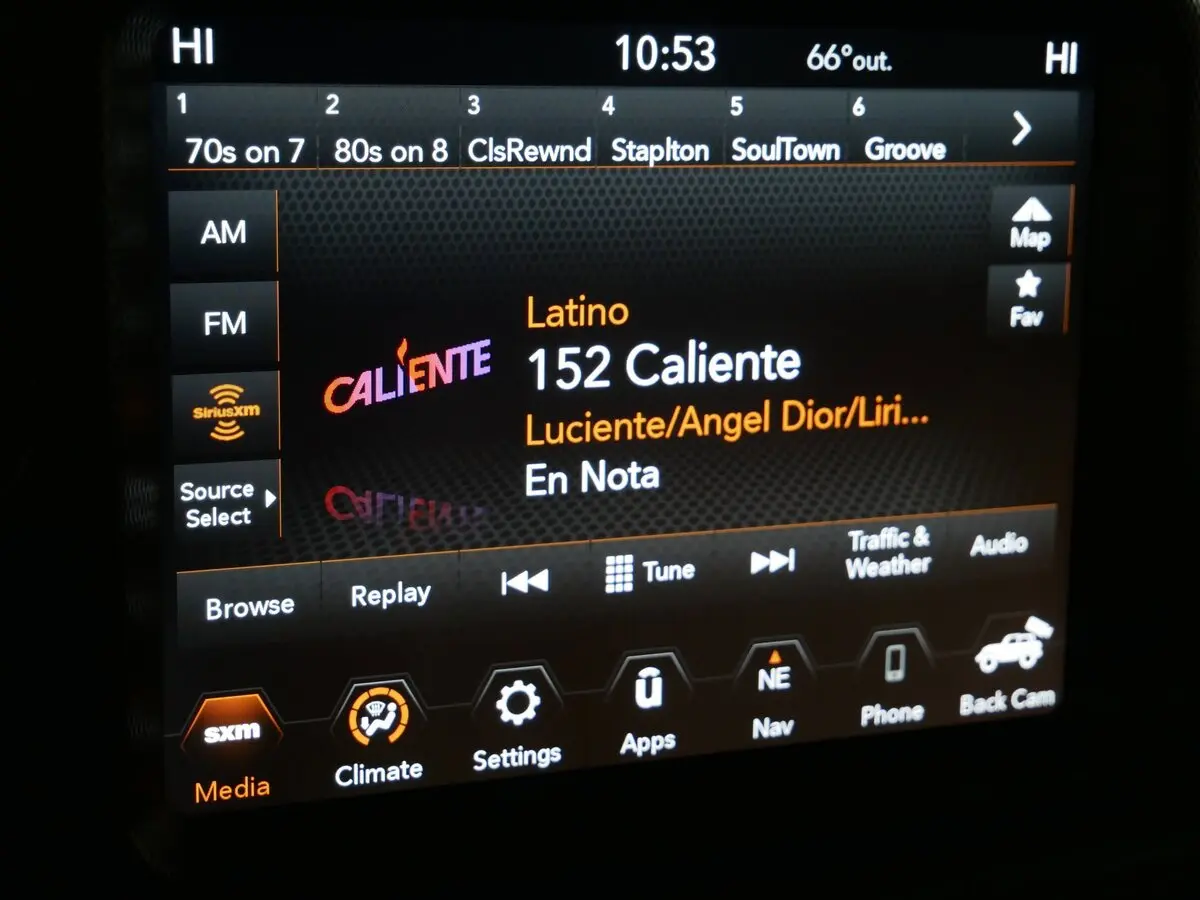 HI 10:53 66°out. HI
1 2 3 4 5 6
70s on 7 80s on 8 ClsRewnd Staplton SoulTown Groove
AM
FM
SiriusXM
Source
Select
Map
Fav
CALIENTE
Latino
152 Caliente
Luciente/Angel Dior/Liri...
En Nota
CALIENTE
Browse
Replay
Tune
Traffic &
Weather
Audio
sxm
Media
Climate
Settings
û
Apps
NE
Nav
Phone
Back Cam